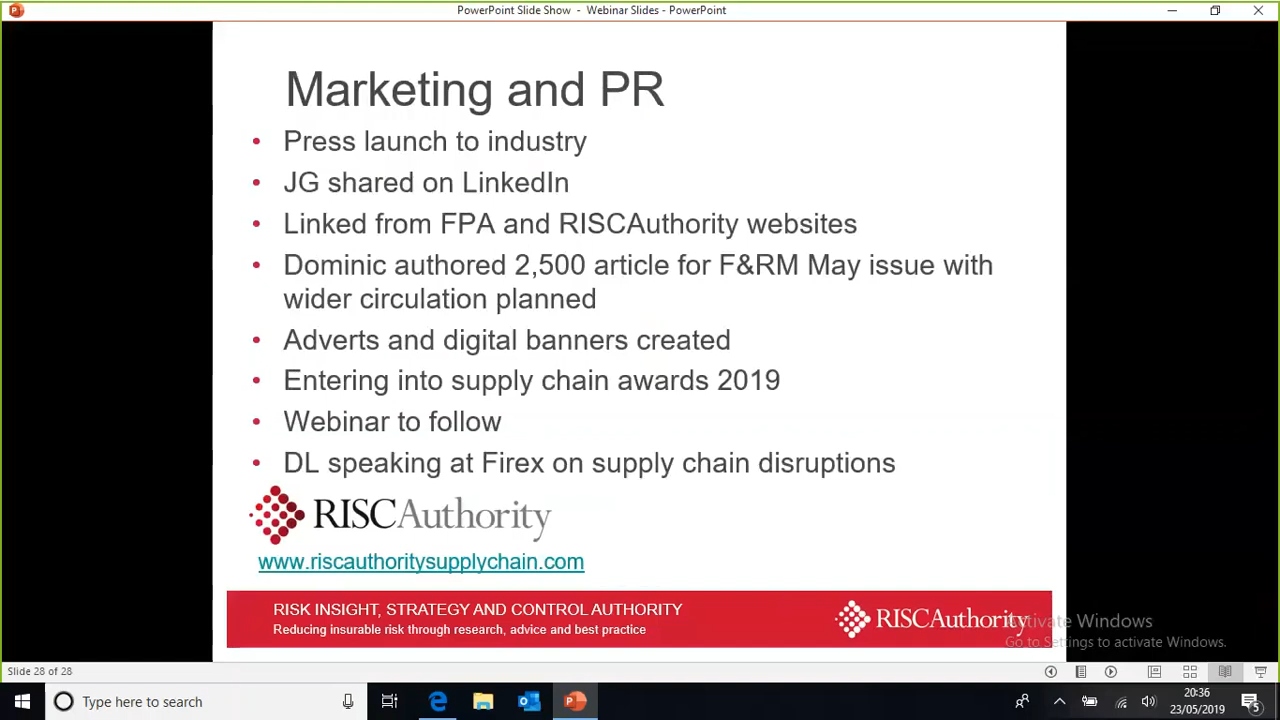 PowerPoint Slide Show - Webinar Slides - PowerPoint
Marketing and PR
• Press launch to industry
• JG shared on LinkedIn
• Linked from FPA and RISCAuthority websites
• Dominic authored 2,500 article for F&RM May issue with
wider circulation planned
• Adverts and digital banners created
• Entering into supply chain awards 2019
• Webinar to follow
• DL speaking at Firex on supply chain disruptions
RISCAuthority
www.riscauthoritysupplychain.com
RISK INSIGHT, STRATEGY AND CONTROL AUTHORITY
Reducing insurable risk through research, advice and best practice
RISCAuthority
Activate Windows
Go to Settings to activate Windows.
Slide 28 of 28
Type here to search
20:36
23/05/2019
5